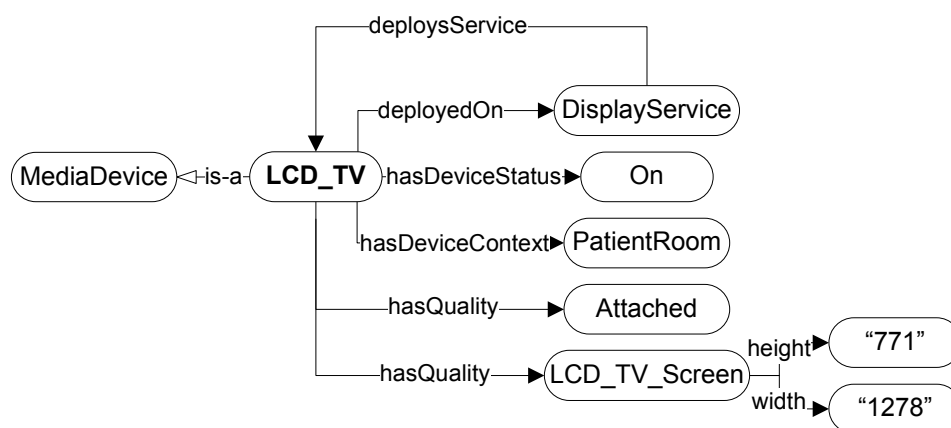 deploysService
deployedOn
DisplayService
MediaDevice
is-a
LCD_TV
hasDeviceStatus
On
hasDeviceContext
PatientRoom
hasQuality
Attached
height
“771”
hasQuality
LCD_TV_Screen
width
“1278”